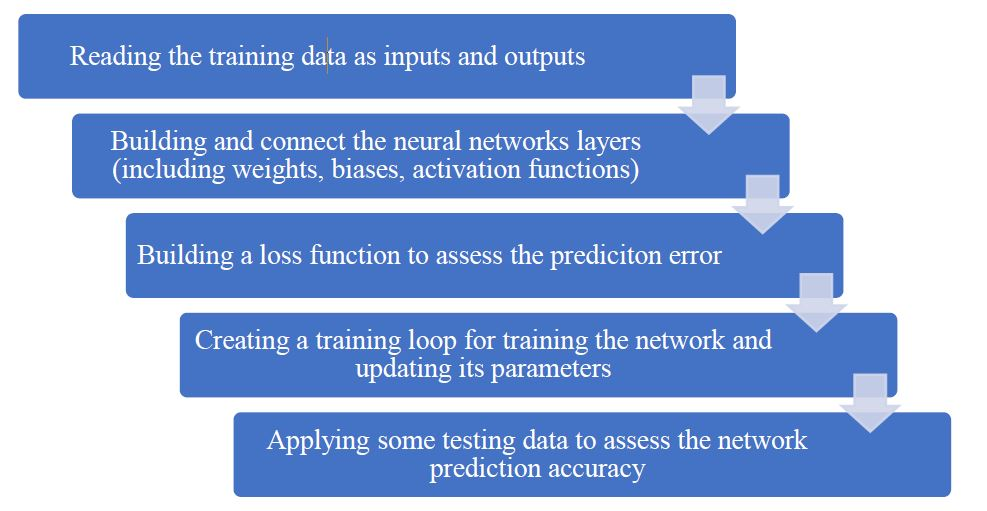 Reading the training data as inputs and outputs
Building and connect the neural networks layers
(including weights, biases, activation functions)
Building a loss function to assess the prediciton error
Creating a training loop for training the network and
updating its parameters
Applying some testing data to assess the network
prediction accuracy